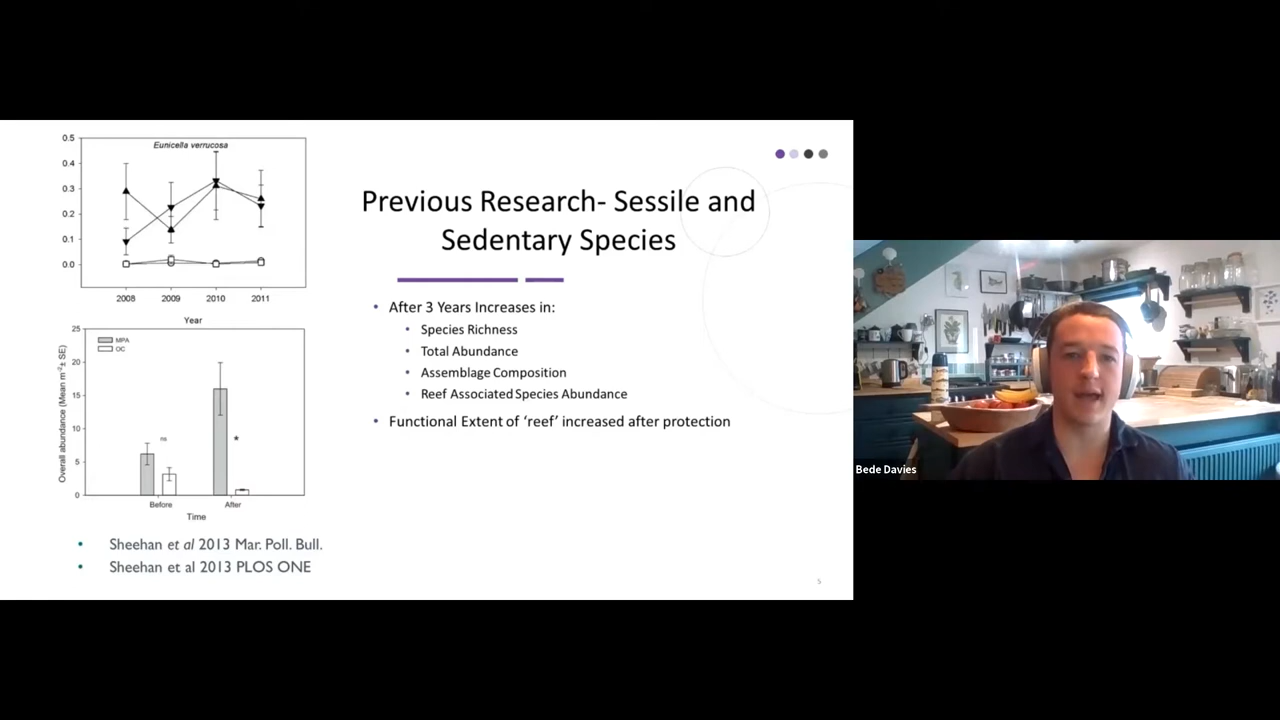 Eunicella verrucosa
0.5
0.4
0.3
0.2
0.1
0.0
2008 2009 2010 2011
Year
25
20
15
10
5
0
Overall abundance (Mean m⁻²± SE)
MPA
OC
ns
*
Before After
Time
• Sheehan et al 2013 Mar. Poll. Bull.
• Sheehan et al 2013 PLOS ONE
Previous Research- Sessile and
Sedentary Species
• After 3 Years Increases in:
• Species Richness
• Total Abundance
• Assemblage Composition
• Reef Associated Species Abundance
• Functional Extent of ‘reef’ increased after protection
5
Bede Davies